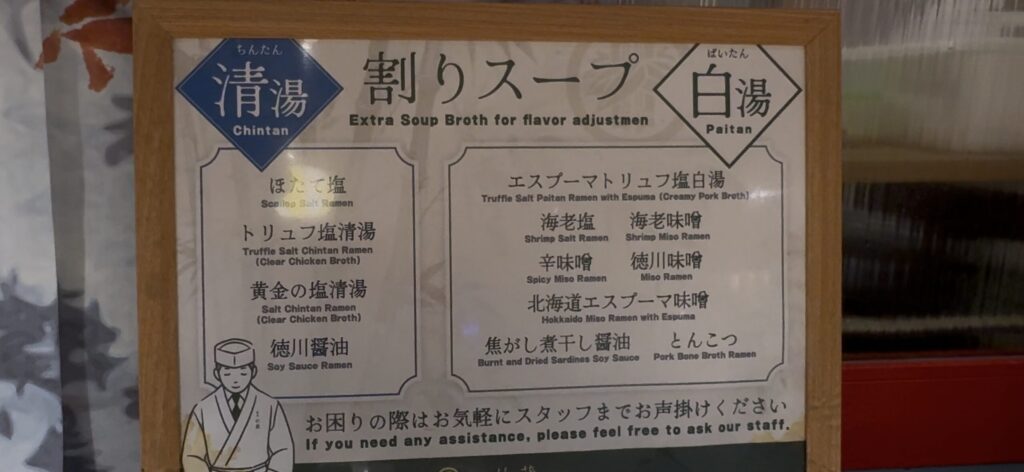 ちんたん
清湯
Chintan
割りスープ
Extra Soup Broth for flavor adjustmen
ぱいたん
白湯
Paitan
ほたて塩
Scallop Salt Ramen
トリュフ塩清湯
Truffle Salt Chintan Ramen
(Clear Chicken Broth)
黄金の塩清湯
Salt Chintan Ramen
(Clear Chicken Broth)
徳川醤油
Soy Sauce Ramen
エスプーマトリュフ塩白湯
Truffle Salt Paitan Ramen with Espuma (Creamy Pork Broth)
海老塩 海老味噌
Shrimp Salt Ramen Shrimp Miso Ramen
辛味噌 徳川味噌
Spicy Miso Ramen Miso Ramen
北海道エスプーマ味噌
Hokkaido Miso Ramen with Espuma
焦がし煮干し醤油 とんこつ
Burnt and Dried Sardines Soy Sauce Pork Bone Broth Ramen
お困りの際はお気軽にスタッフまでお声掛けください
If you need any assistance, please feel free to ask our staff.